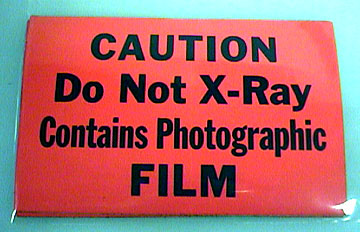 CAUTION
Do Not X-Ray
Contains Photographic
FILM